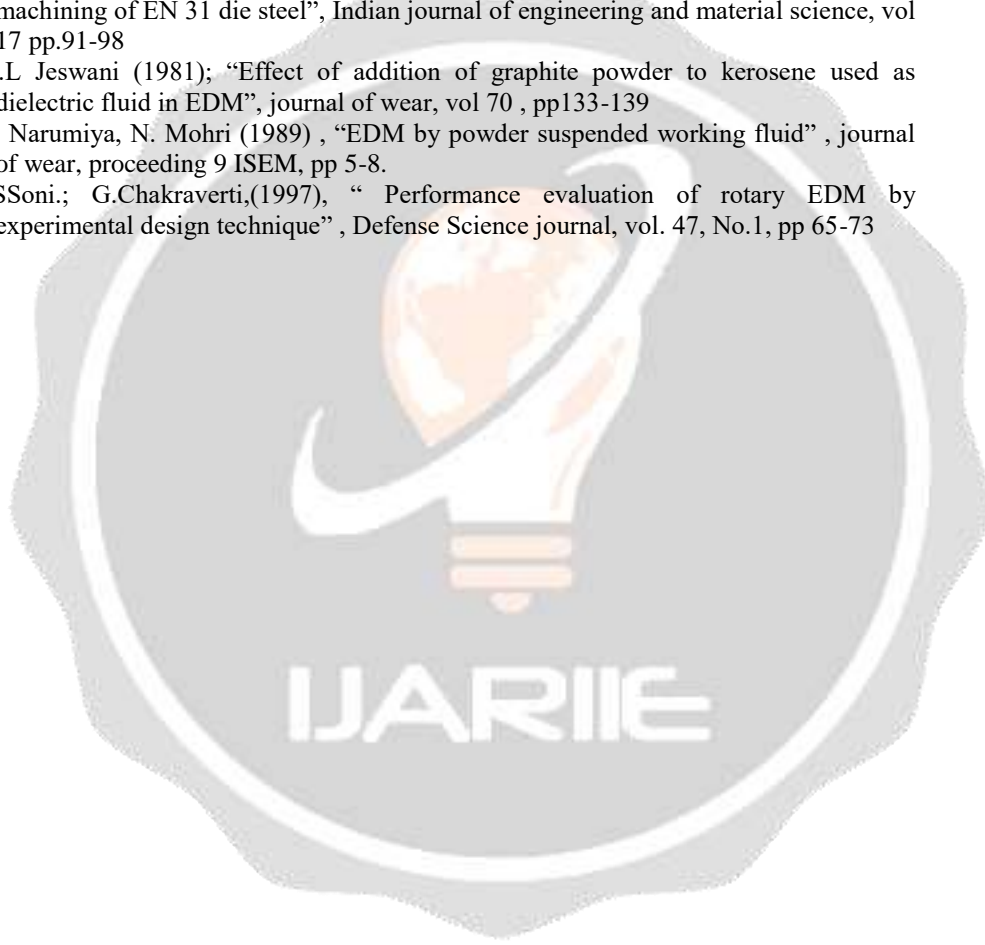 machining of EN 31 die steel”, Indian journal of engineering and material science, vol
17 pp.91-98
.L Jeswani (1981); “Effect of addition of graphite powder to kerosene used as
dielectric fluid in EDM”, journal of wear, vol 70 , pp133-139
Narumiya, N. Mohri (1989) , “EDM by powder suspended working fluid” , journal
of wear, proceeding 9 ISEM, pp 5-8.
SSoni.; G.Chakraverti,(1997), “ Performance evaluation of rotary EDM by
experimental design technique” , Defense Science journal, vol. 47, No.1, pp 65-73
IJARIIE